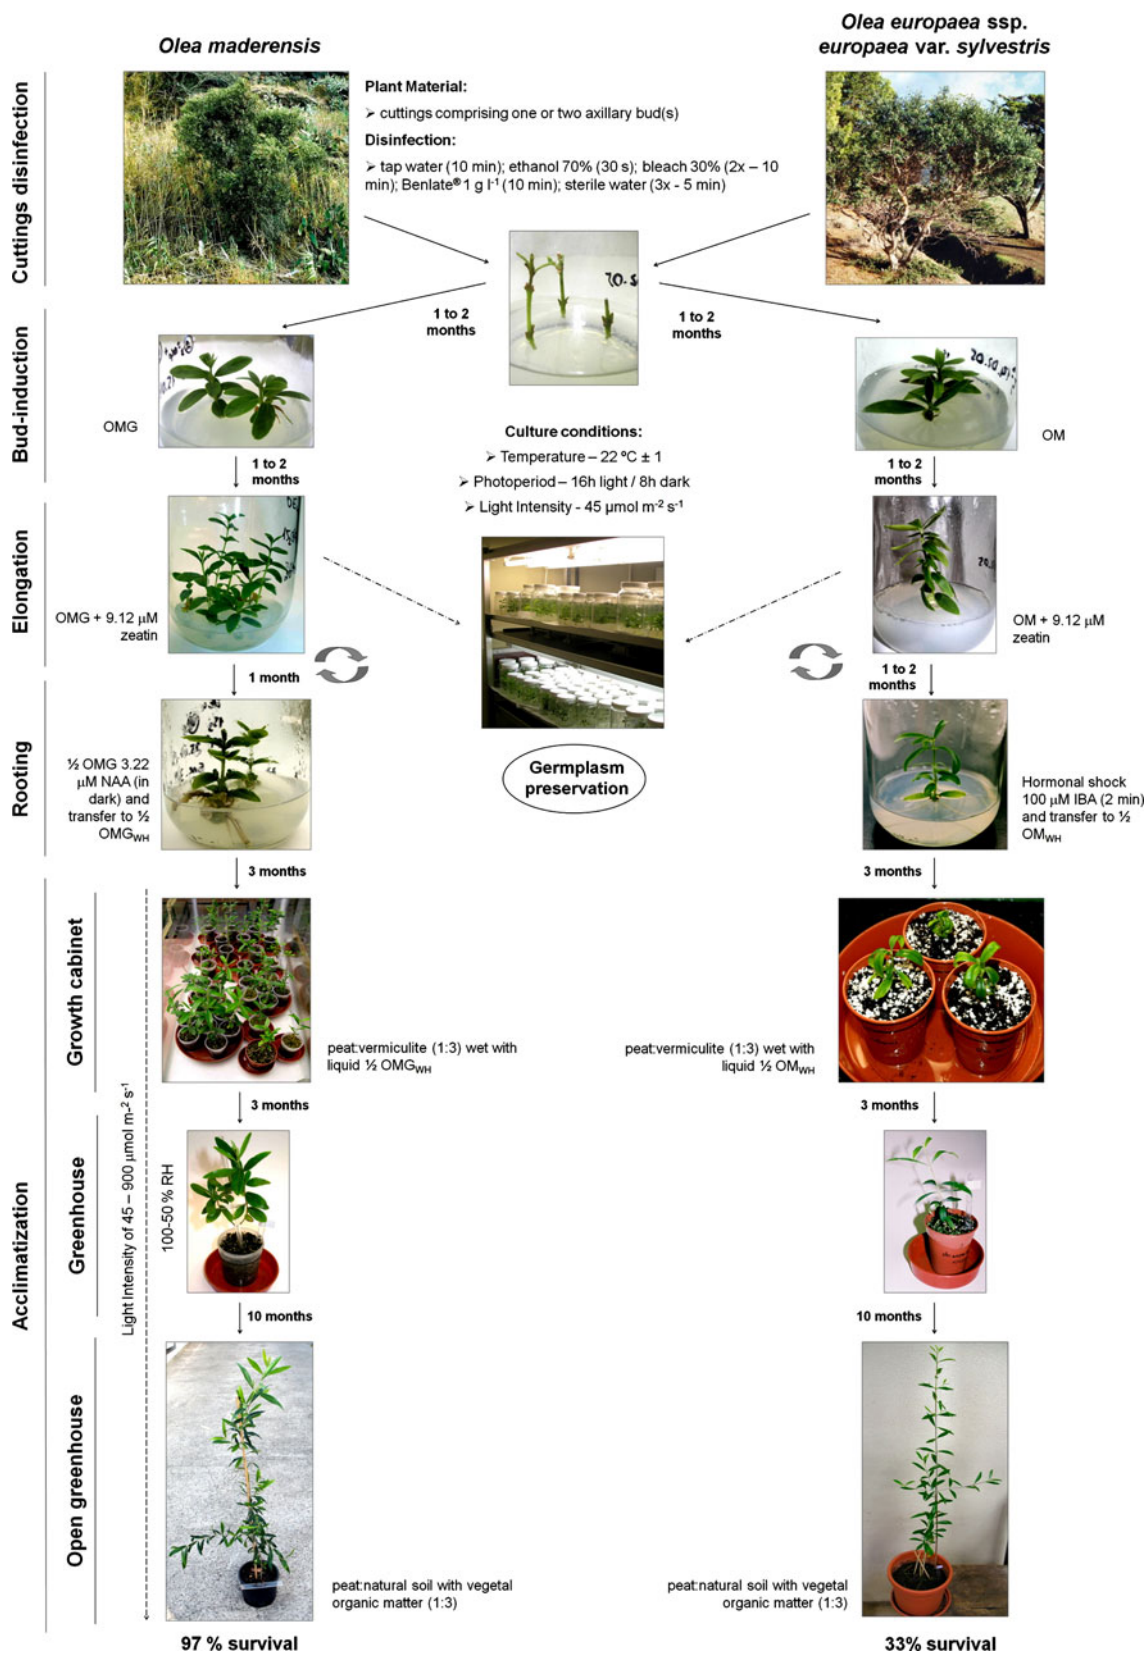 Olea maderensis
Olea europaea ssp.
europaea var. sylvestris
Cuttings disinfection
Plant Material:
➢ cuttings comprising one or two axillary bud(s)
Disinfection:
➢ tap water (10 min); ethanol 70% (30 s); bleach 30% (2x – 10
min); Benlate® 1 g l⁻¹ (10 min); sterile water (3x - 5 min)
1 to 2
months
1 to 2
months
Bud-induction
OMG
OM
Culture conditions:
➢ Temperature – 22 ºC ± 1
➢ Photoperiod – 16h light / 8h dark
➢ Light Intensity - 45 µmol m⁻² s⁻¹
1 to 2
months
1 to 2
months
Elongation
OMG + 9.12 µM
zeatin
OM + 9.12 µM
zeatin
1 month
1 to 2
months
Rooting
½ OMG 3.22
µM NAA (in
dark) and
transfer to ½
OMG_WH
Germplasm
preservation
Hormonal shock
100 µM IBA (2 min)
and transfer to ½
OM_WH
3 months
3 months
Acclimatization
Growth cabinet
peat:vermiculite (1:3) wet with
liquid ½ OMG_WH
peat:vermiculite (1:3) wet with
liquid ½ OM_WH
3 months
3 months
Light Intensity of 45 – 900 µmol m⁻² s⁻¹
100-50 % RH
Greenhouse
10 months
10 months
Open greenhouse
peat:natural soil with vegetal
organic matter (1:3)
peat:natural soil with vegetal
organic matter (1:3)
97 % survival
33% survival